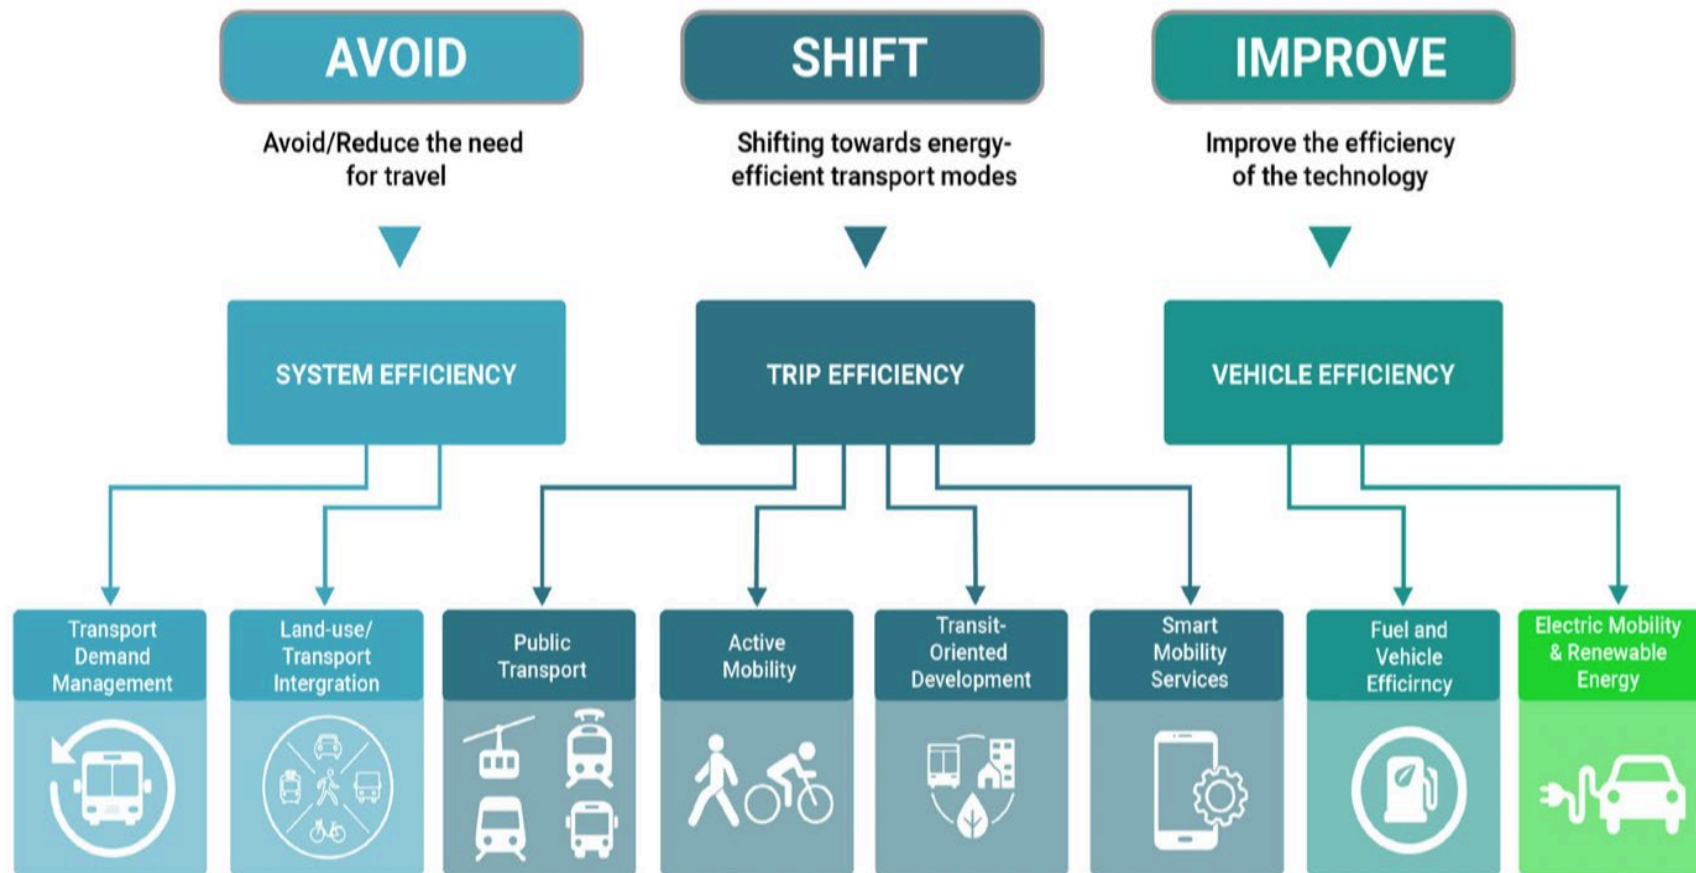 AVOID
SHIFT
IMPROVE
Avoid/Reduce the need
for travel
Shifting towards energy-
efficient transport modes
Improve the efficiency
of the technology
SYSTEM EFFICIENCY
TRIP EFFICIENCY
VEHICLE EFFICIENCY
Transport
Demand
Management
Land-use/
Transport
Intergration
Public
Transport
Active
Mobility
Transit-
Oriented
Development
Smart
Mobility
Services
Fuel and
Vehicle
Efficirncy
Electric Mobility
& Renewable
Energy